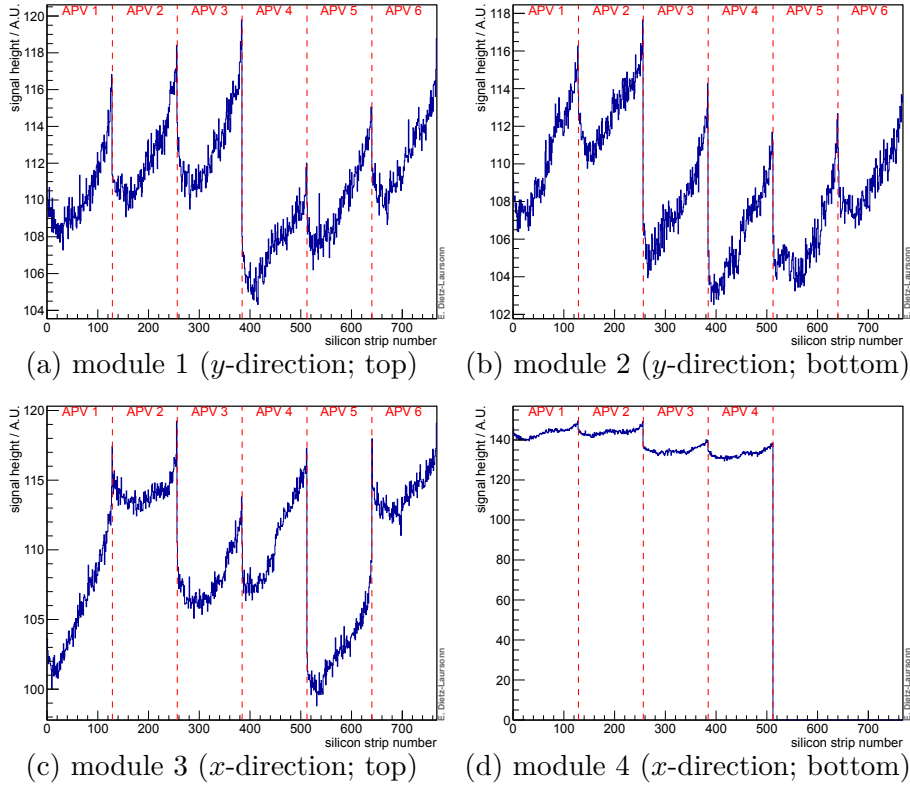 APV 1 APV 2 APV 3 APV 4 APV 5 APV 6
signal height / A.U.
120
118
116
114
112
110
108
106
104
0 100 200 300 400 500 600 700
silicon strip number
E. Dietz-Laursonn
(a) module 1 (y-direction; top)
APV 1 APV 2 APV 3 APV 4 APV 5 APV 6
signal height / A.U.
118
116
114
112
110
108
106
104
102
0 100 200 300 400 500 600 700
silicon strip number
E. Dietz-Laursonn
(b) module 2 (y-direction; bottom)
APV 1 APV 2 APV 3 APV 4 APV 5 APV 6
signal height / A.U.
120
115
110
105
100
0 100 200 300 400 500 600 700
silicon strip number
E. Dietz-Laursonn
(c) module 3 (x-direction; top)
APV 1 APV 2 APV 3 APV 4
signal height / A.U.
140
120
100
80
60
40
20
0
0 100 200 300 400 500 600 700
silicon strip number
E. Dietz-Laursonn
(d) module 4 (x-direction; bottom)